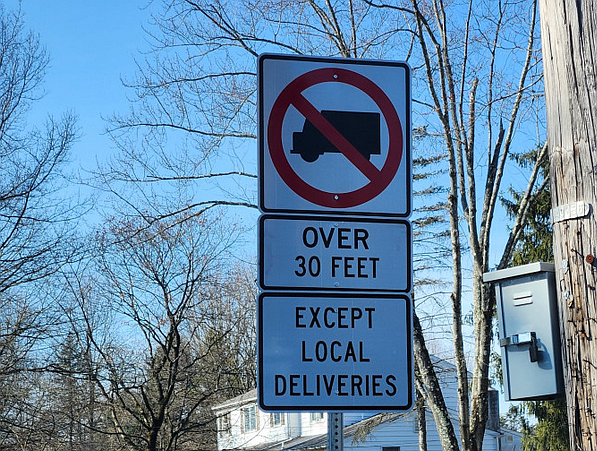 OVER
30 FEET
EXCEPT
LOCAL
DELIVERIES